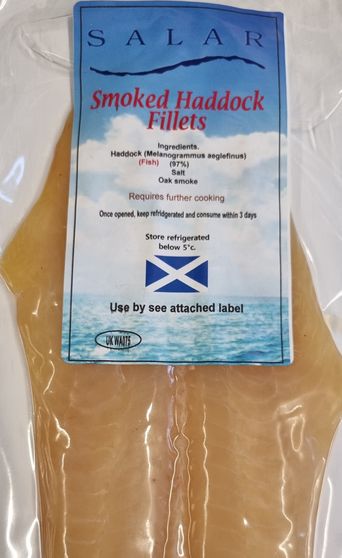 SALAR
Smoked Haddock
Fillets
Ingredients.
Haddock (Melanogrammus aeglefinus)
(Fish) (97%)
Salt
Oak smoke
Requires further cooking
Once opened, keep refridgerated and consume within 3 days
Store refrigerated
below 5°c.
Use by see attached label
UK WA075